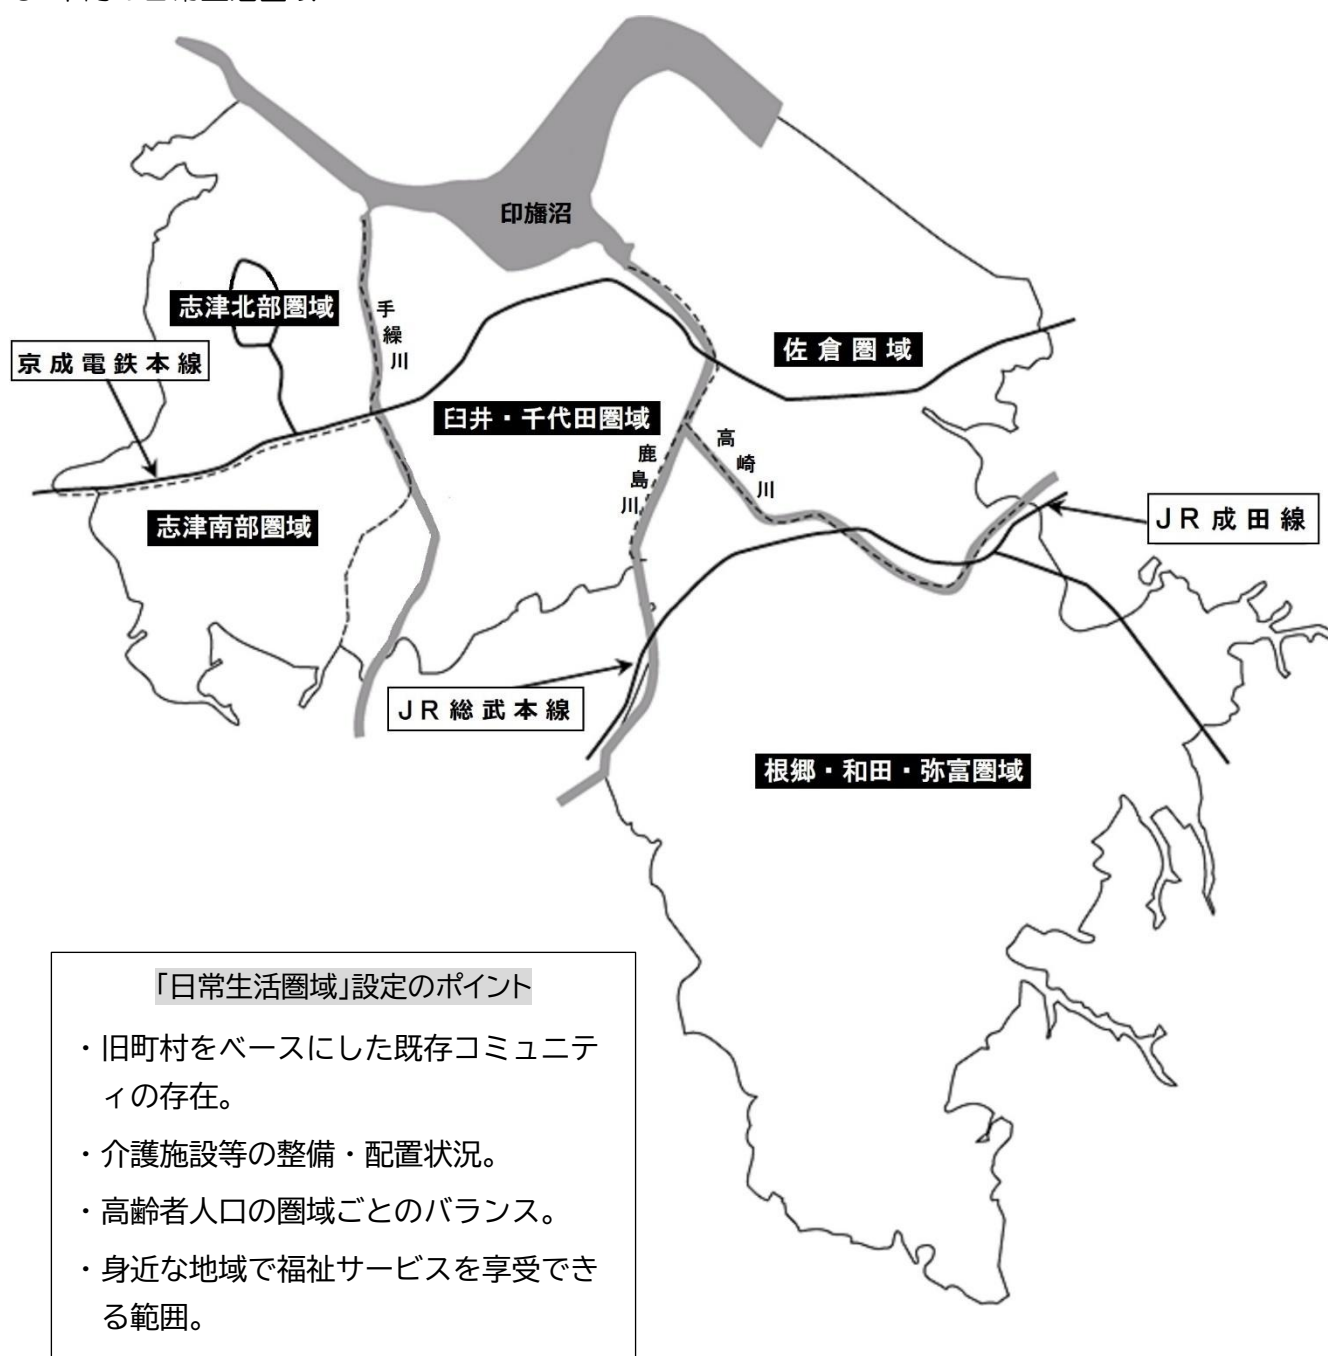 印旛沼
志津北部圏域
手繰川
佐倉圏域
京成電鉄本線
臼井・千代田圏域
高崎川
鹿島川
志津南部圏域
JR成田線
JR総武本線
根郷・和田・弥富圏域
「日常生活圏域」設定のポイント
・旧町村をベースにした既存コミュニテ
ィの存在。
・介護施設等の整備・配置状況。
・高齢者人口の圏域ごとのバランス。
・身近な地域で福祉サービスを享受でき
る範囲。